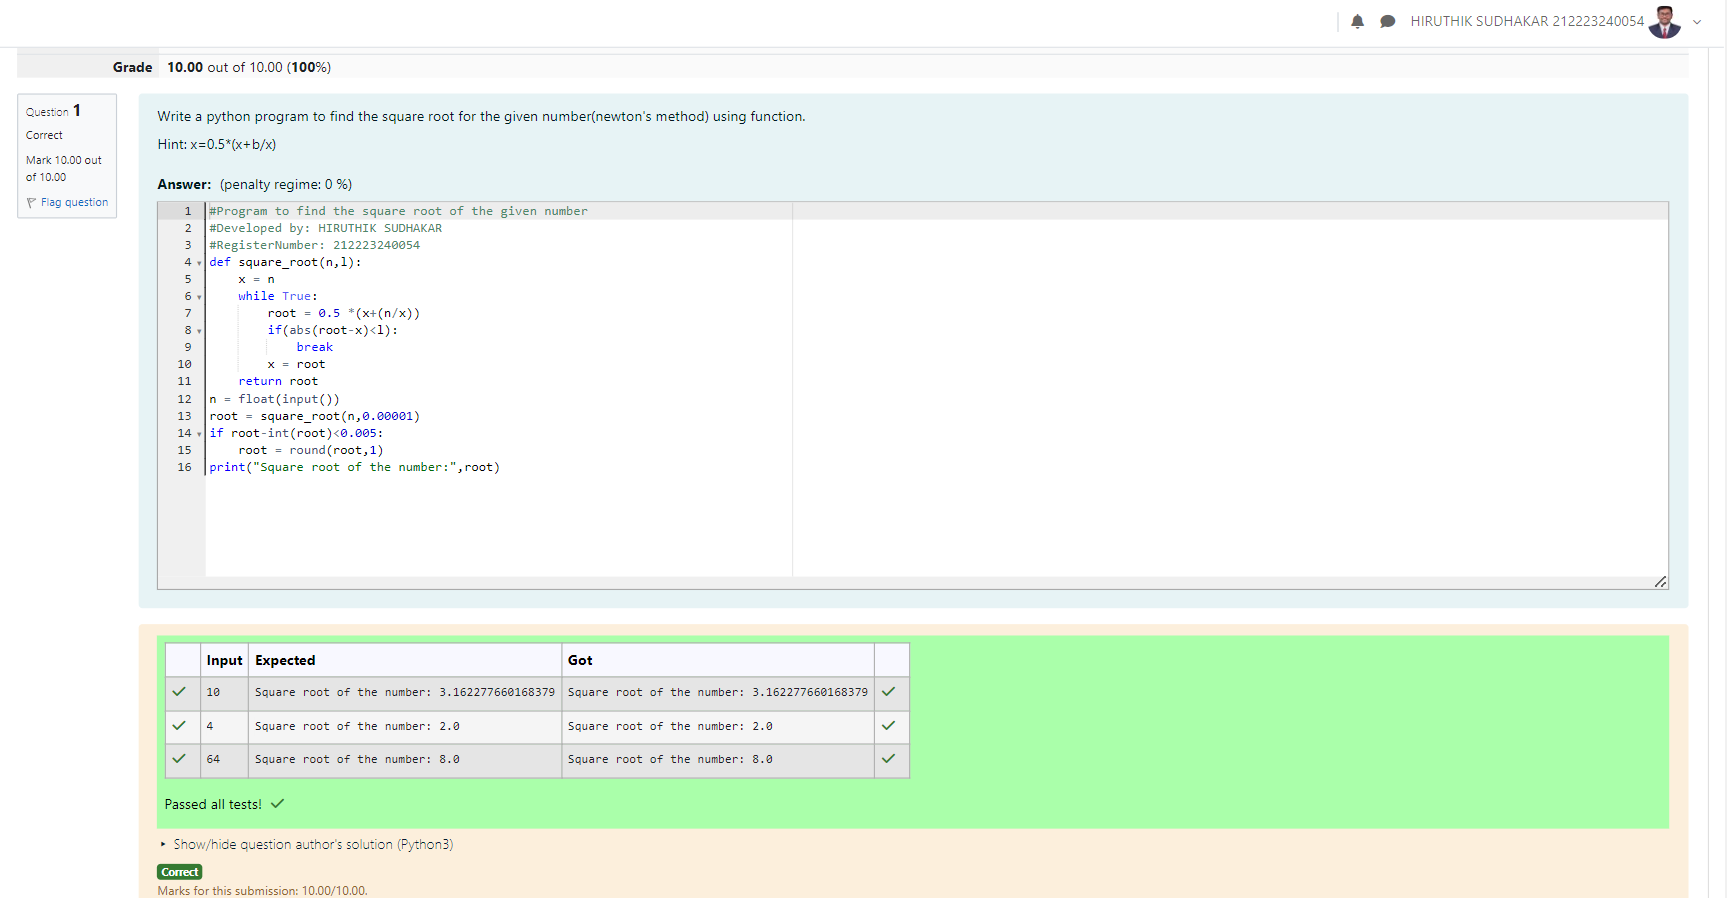 HIRUTHIK SUDHAKAR 212223240054
Grade 10.00 out of 10.00 (100%)
Question 1
Correct
Mark 10.00 out
of 10.00
Flag question
Write a python program to find the square root for the given number(newton's method) using function.
Hint: x=0.5*(x+b/x)
Answer: (penalty regime: 0 %)
1 #Program to find the square root of the given number
2 #Developed by: HIRUTHIK SUDHAKAR
3 #RegisterNumber: 212223240054
4 def square_root(n,l):
5     x = n
6     while True:
7         root = 0.5 *(x+(n/x))
8         if(abs(root-x)<l):
9             break
10         x = root
11     return root
12 n = float(input())
13 root = square_root(n,0.00001)
14 if root-int(root)<0.005:
15     root = round(root,1)
16 print("Square root of the number:",root)
Input Expected Got
10 Square root of the number: 3.162277660168379 Square root of the number: 3.162277660168379
4 Square root of the number: 2.0 Square root of the number: 2.0
64 Square root of the number: 8.0 Square root of the number: 8.0
Passed all tests!
Show/hide question author's solution (Python3)
Correct
Marks for this submission: 10.00/10.00.